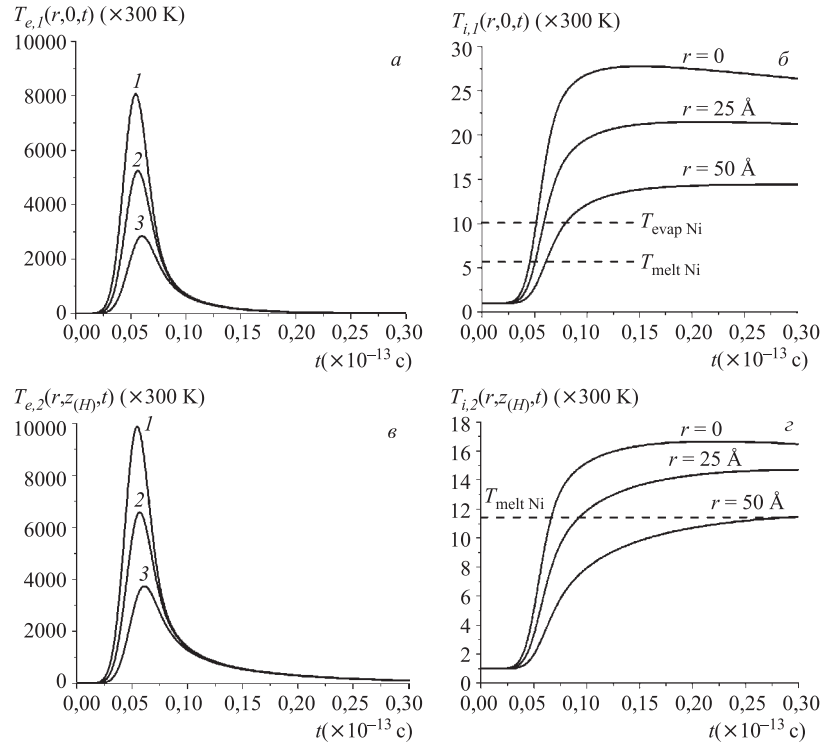 T_{e,1}(r,0,t) (×300 K)
10000
8000
6000
4000
2000
0
а
1
2
3
0,00 0,05 0,10 0,15 0,20 0,25 0,30
t(×10⁻¹³ с)
T_{i,1}(r,0,t) (×300 K)
30
25
20
15
10
5
0
б
r = 0
r = 25 Å
r = 50 Å
T_{evap Ni}
T_{melt Ni}
0,00 0,05 0,10 0,15 0,20 0,25 0,30
t(×10⁻¹³ с)
T_{e,2}(r,z_{(H)},t) (×300 K)
10000
8000
6000
4000
2000
0
в
1
2
3
0,00 0,05 0,10 0,15 0,20 0,25 0,30
t(×10⁻¹³ с)
T_{i,2}(r,z_{(H)},t) (×300 K)
18
16
14
12
10
8
6
4
2
0
г
r = 0
r = 25 Å
T_{melt Ni}
r = 50 Å
0,00 0,05 0,10 0,15 0,20 0,25 0,30
t(×10⁻¹³ с)